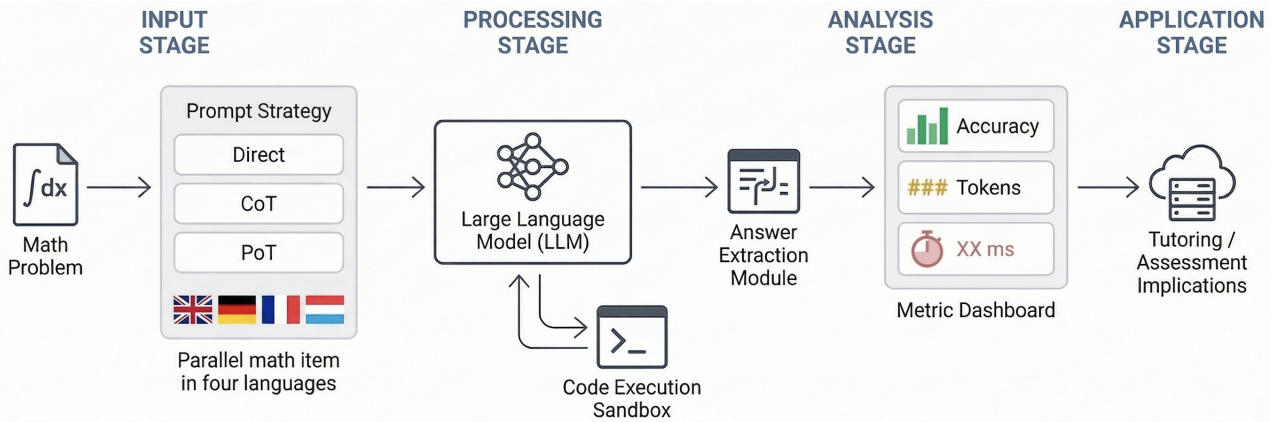 INPUT
STAGE
PROCESSING
STAGE
ANALYSIS
STAGE
APPLICATION
STAGE
∫dx
Math
Problem
Prompt Strategy
Direct
CoT
PoT
Parallel math item
in four languages
Large Language
Model (LLM)
>_
Code Execution
Sandbox
Answer
Extraction
Module
Accuracy
### Tokens
XX ms
Metric Dashboard
Tutoring /
Assessment
Implications